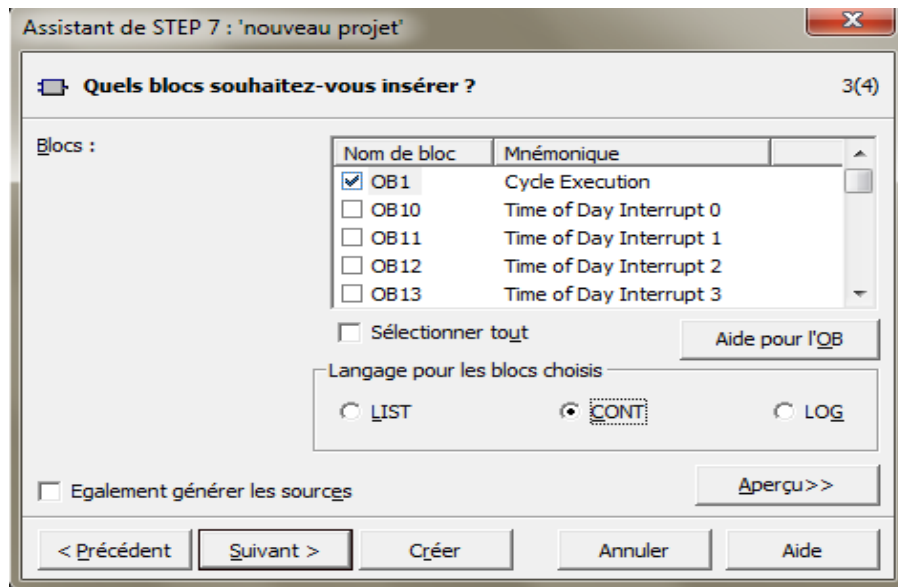 Assistant de STEP 7 : 'nouveau projet'
Quels blocs souhaitez-vous insérer ? 3(4)
Blocs :
Nom de bloc Mnémonique
OB1 Cycle Execution
OB10 Time of Day Interrupt 0
OB11 Time of Day Interrupt 1
OB12 Time of Day Interrupt 2
OB13 Time of Day Interrupt 3
Sélectionner tout
Aide pour l'OB
Langage pour les blocs choisis
LIST CONT LOG
Egalement générer les sources
Aperçu>>
< Précédent Suivant > Créer Annuler Aide